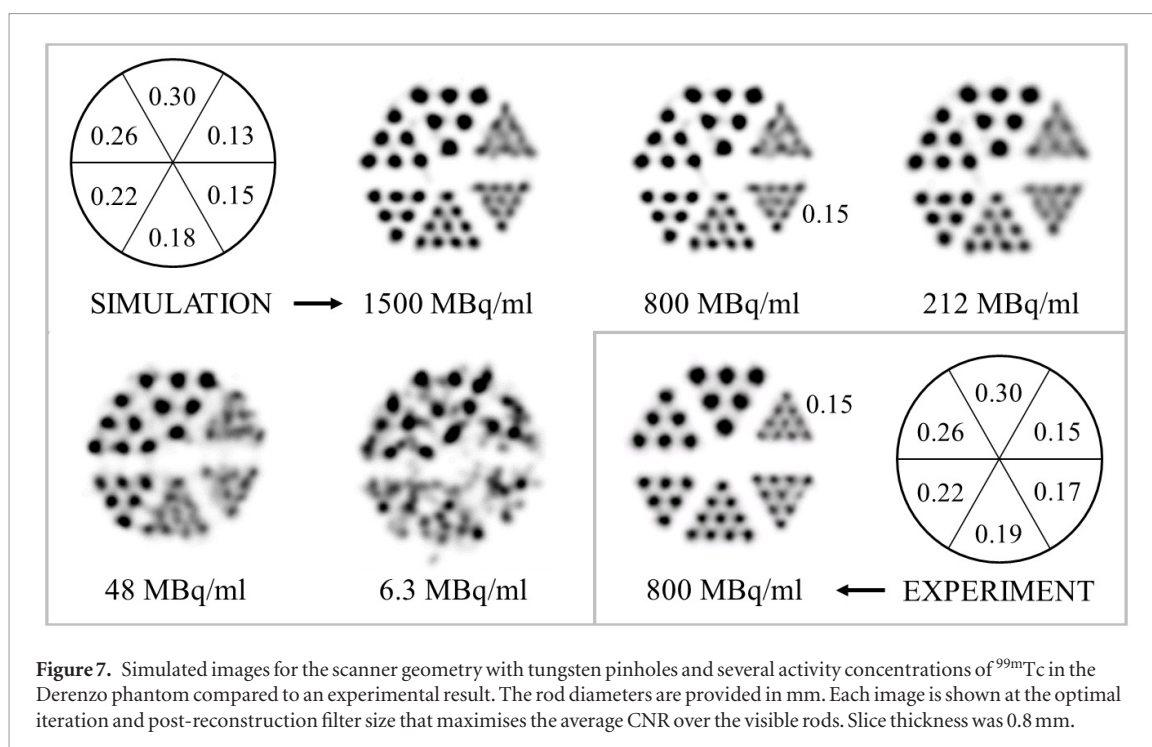 0.30
0.26
0.13
0.22
0.15
0.18
0.15
SIMULATION
1500 MBq/ml
800 MBq/ml
212 MBq/ml
48 MBq/ml
6.3 MBq/ml
0.15
800 MBq/ml
0.30
0.26
0.15
0.22
0.17
0.19
EXPERIMENT
Figure 7. Simulated images for the scanner geometry with tungsten pinholes and several activity concentrations of ⁹⁹ᵐTc in the
Derenzo phantom compared to an experimental result. The rod diameters are provided in mm. Each image is shown at the optimal
iteration and post-reconstruction filter size that maximises the average CNR over the visible rods. Slice thickness was 0.8 mm.